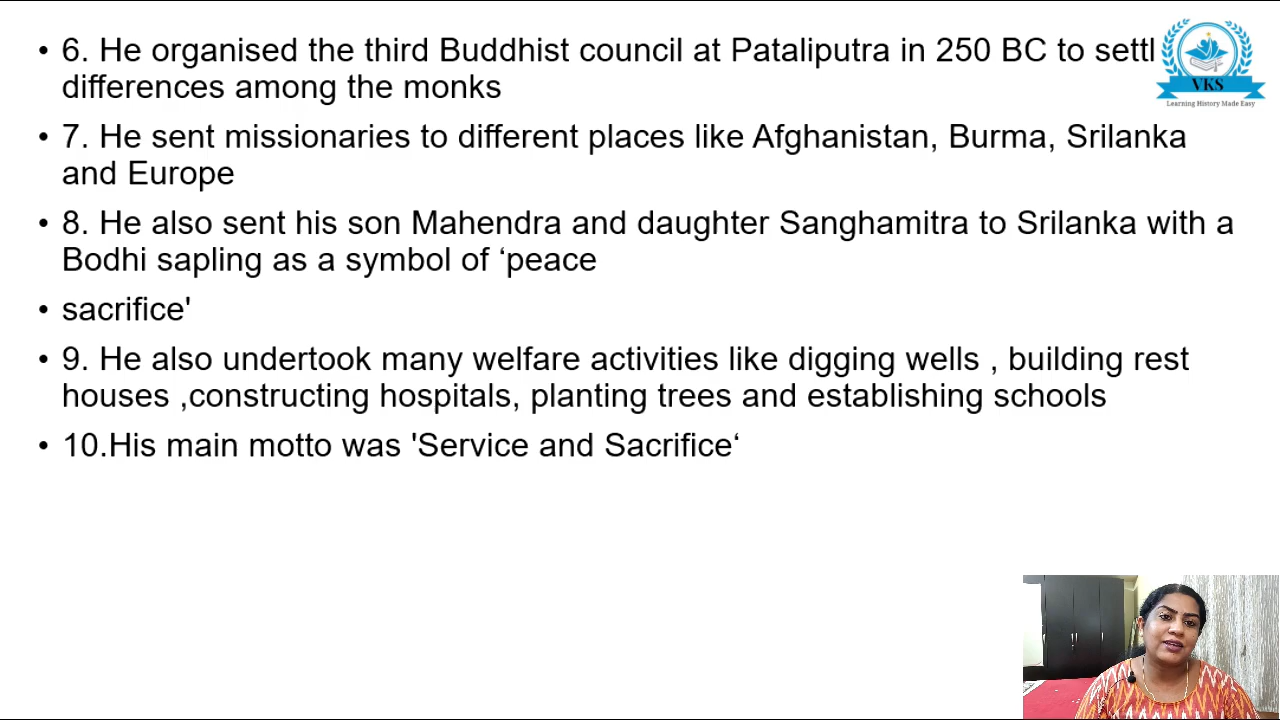 • 6. He organised the third Buddhist council at Pataliputra in 250 BC to settl
differences among the monks
• 7. He sent missionaries to different places like Afghanistan, Burma, Srilanka
and Europe
• 8. He also sent his son Mahendra and daughter Sanghamitra to Srilanka with a
Bodhi sapling as a symbol of ‘peace
• sacrifice'
• 9. He also undertook many welfare activities like digging wells , building rest
houses ,constructing hospitals, planting trees and establishing schools
• 10.His main motto was 'Service and Sacrifice‘
VKS
Learning History Made Easy